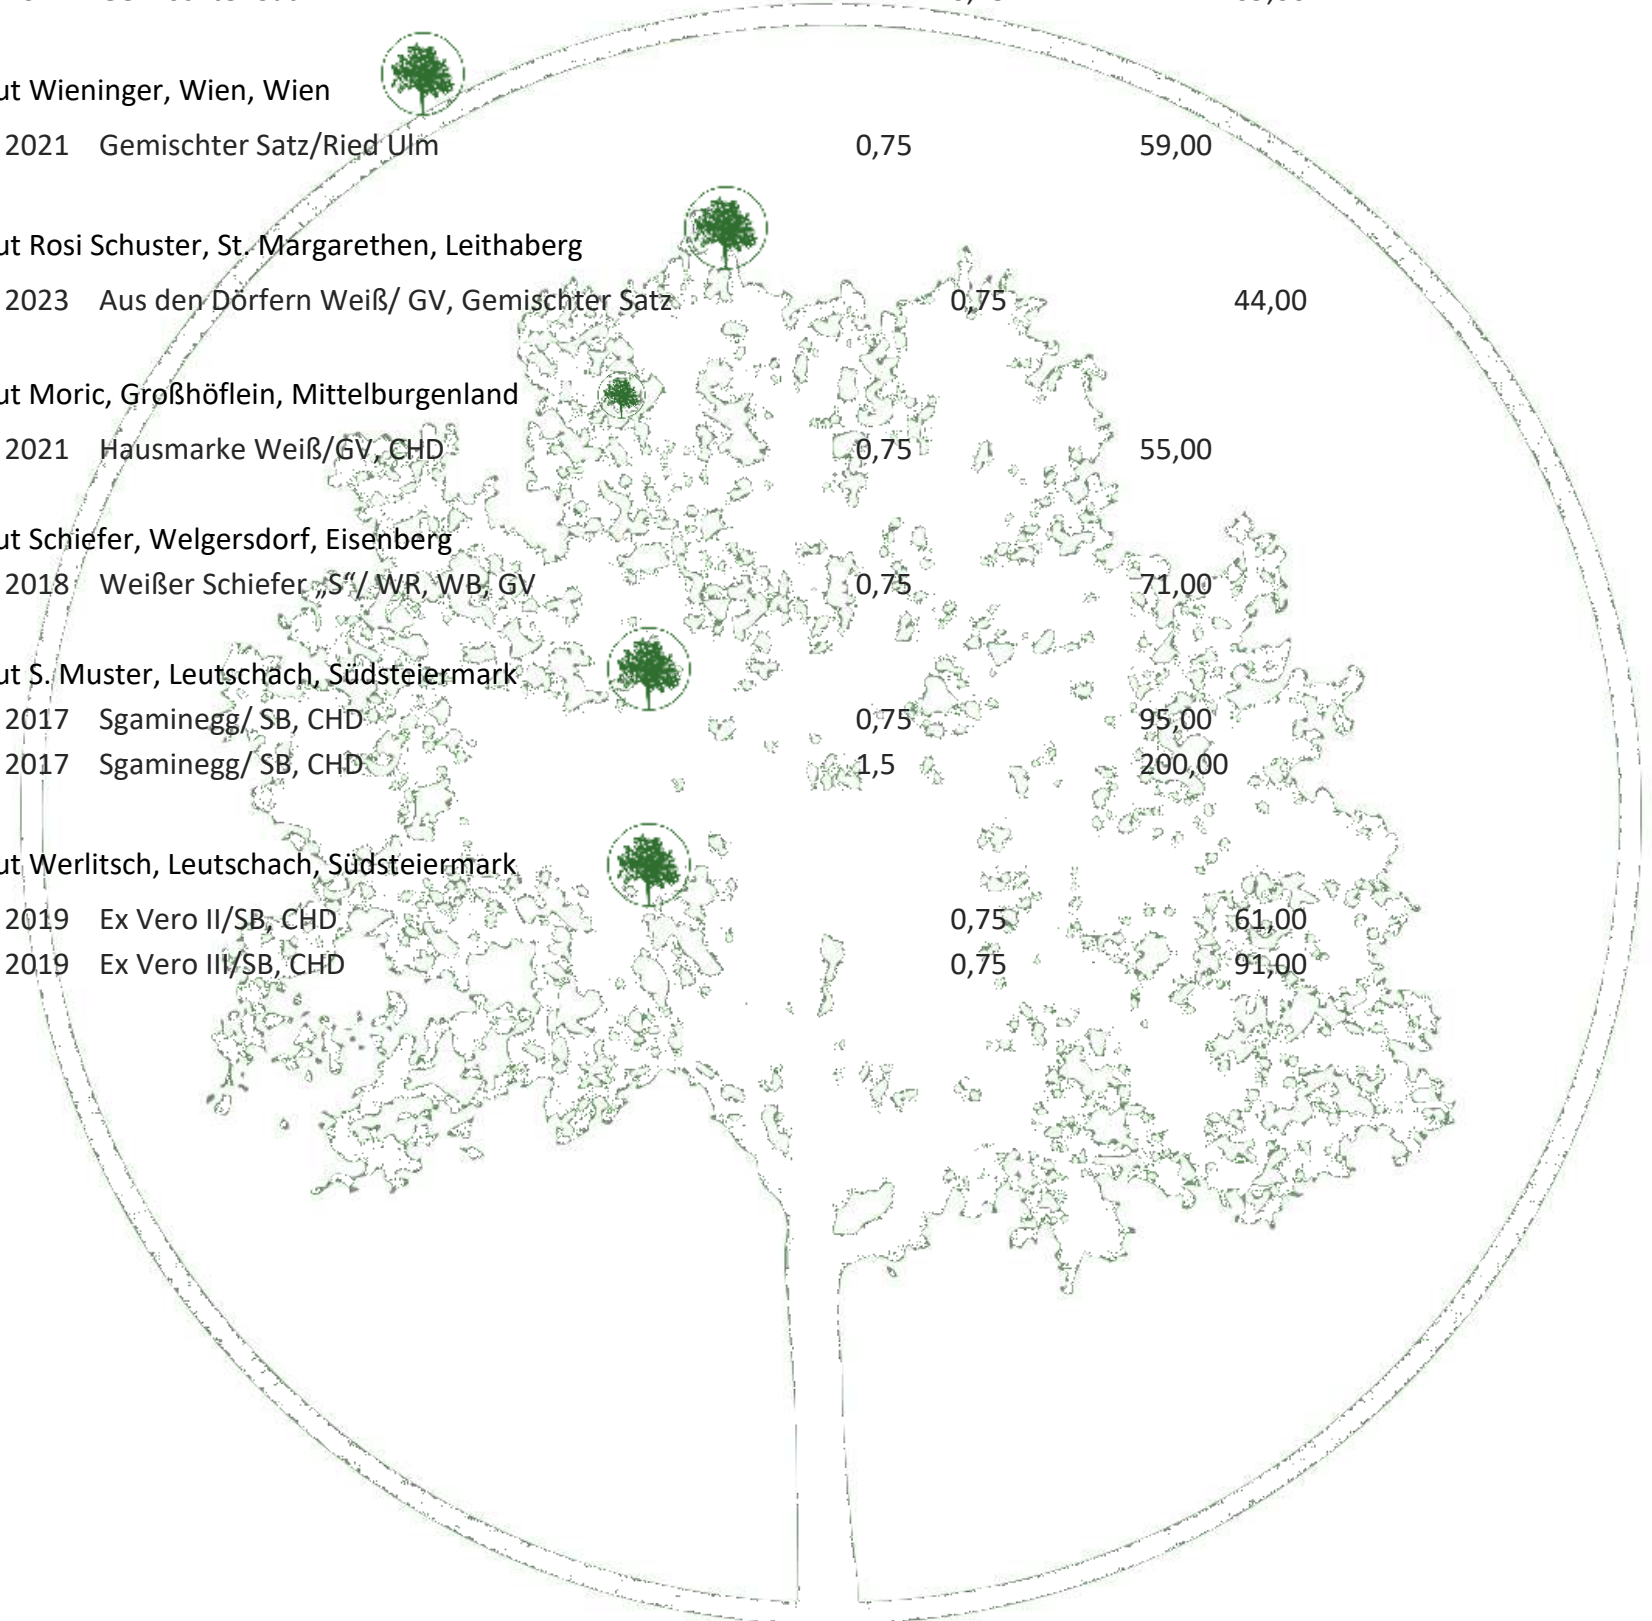 ut Wieninger, Wien, Wien
2021 Gemischter Satz/Ried Ulm 0,75 59,00
ut Rosi Schuster, St. Margarethen, Leithaberg
2023 Aus den Dörfern Weiß/ GV, Gemischter Satz 0,75 44,00
ut Moric, Großhöflein, Mittelburgenland
2021 Hausmarke Weiß/GV, CHD 0,75 55,00
ut Schiefer, Welgersdorf, Eisenberg
2018 Weißer Schiefer „S“/ WR, WB, GV 0,75 71,00
ut S. Muster, Leutschach, Südsteiermark
2017 Sgaminegg/ SB, CHD 0,75 95,00
2017 Sgaminegg/ SB, CHD 1,5 200,00
ut Werlitsch, Leutschach, Südsteiermark
2019 Ex Vero II/SB, CHD 0,75 61,00
2019 Ex Vero III/SB, CHD 0,75 91,00